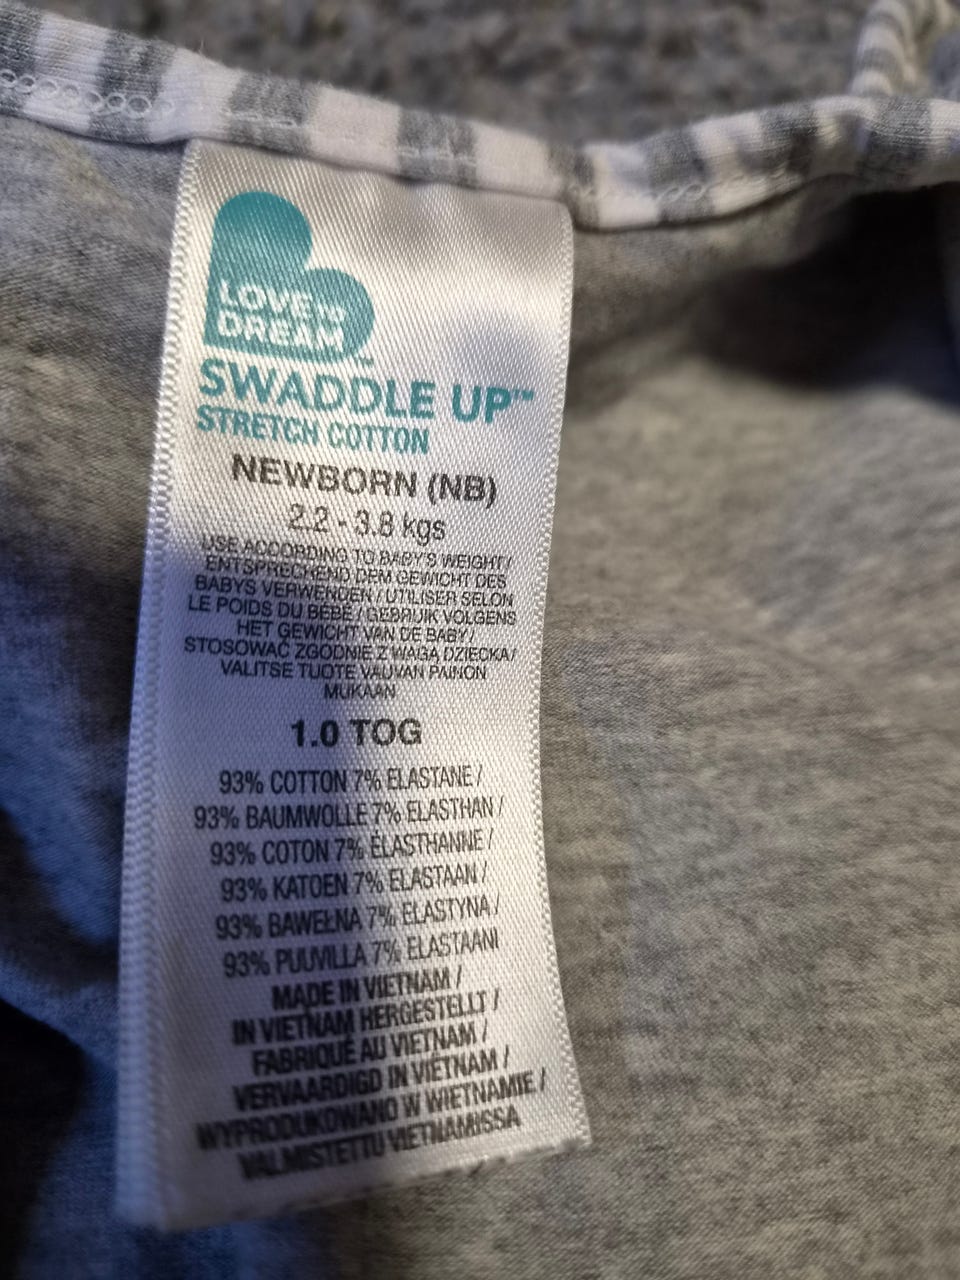 LOVE TO
DREAM™
SWADDLE UP™
STRETCH COTTON
NEWBORN (NB)
2.2 - 3.8 kgs
USE ACCORDING TO BABY'S WEIGHT /
ENTSPRECHEND DEM GEWICHT DES
BABYS VERWENDEN / UTILISER SELON
LE POIDS DU BÉBÉ / GEBRUIK VOLGENS
HET GEWICHT VAN DE BABY /
STOSOWAĆ ZGODNIE Z WAGĄ DZIECKA /
VALITSE TUOTE VAUVAN PAINON
MUKAAN
1.0 TOG
93% COTTON 7% ELASTANE /
93% BAUMWOLLE 7% ELASTHAN /
93% COTON 7% ÉLASTHANNE /
93% KATOEN 7% ELASTAAN /
93% BAWEŁNA 7% ELASTYNA /
93% PUUVILLA 7% ELASTAANI
MADE IN VIETNAM /
IN VIETNAM HERGESTELLT /
FABRIQUÉ AU VIETNAM /
VERVAARDIGD IN VIETNAM /
WYPRODUKOWANO W WIETNAMIE /
VALMISTETTU VIETNAMISSA